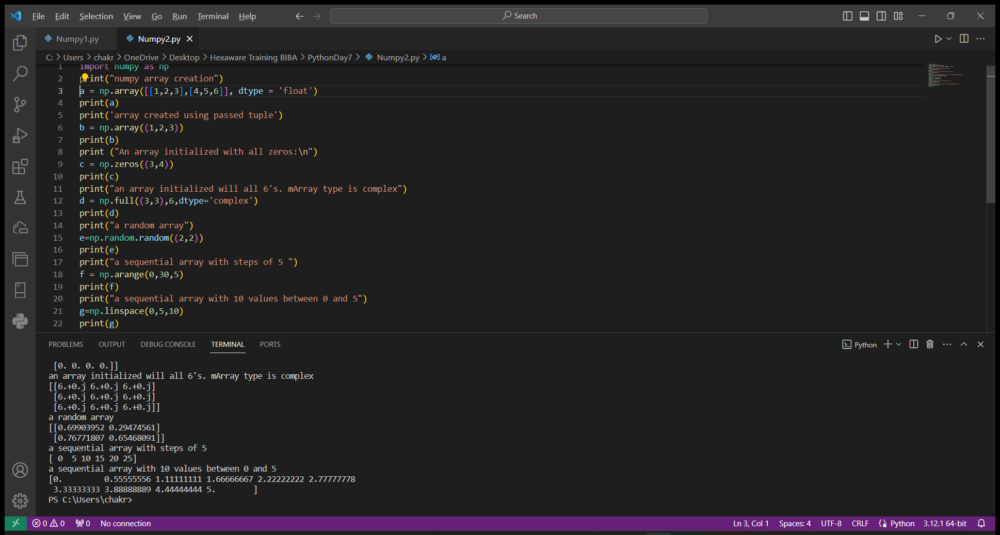 File Edit Selection View Go Run Terminal Help Search
Numpy1.py Numpy2.py
C: > Users > chakr > OneDrive > Desktop > Hexaware Training BIBA > PythonDay7 > Numpy2.py > a
1 import numpy as np
2 print("numpy array creation")
3 a = np.array([[1,2,3],[4,5,6]], dtype = 'float')
4 print(a)
5 print('array created using passed tuple')
6 b = np.array((1,2,3))
7 print(b)
8 print ("An array initialized with all zeros:\n")
9 c = np.zeros((3,4))
10 print(c)
11 print("an array initialized will all 6's. mArray type is complex")
12 d = np.full((3,3),6,dtype='complex')
13 print(d)
14 print("a random array")
15 e=np.random.random((2,2))
16 print(e)
17 print("a sequential array with steps of 5 ")
18 f = np.arange(0,30,5)
19 print(f)
20 print("a sequential array with 10 values between 0 and 5")
21 g=np.linspace(0,5,10)
22 print(g)
PROBLEMS OUTPUT DEBUG CONSOLE TERMINAL PORTS Python
[0. 0. 0. 0.]]
an array initialized will all 6's. mArray type is complex
[[6.+0.j 6.+0.j 6.+0.j]
[6.+0.j 6.+0.j 6.+0.j]
[6.+0.j 6.+0.j 6.+0.j]]
a random array
[[0.69903952 0.29474561]
[0.76771807 0.65468091]]
a sequential array with steps of 5
[ 0  5 10 15 20 25]
a sequential array with 10 values between 0 and 5
[0.         0.55555556 1.11111111 1.66666667 2.22222222 2.77777778
3.33333333 3.88888889 4.44444444 5.        ]
PS C:\Users\chakr>
0 0 0 No connection Ln 3, Col 1 Spaces: 4 UTF-8 CRLF Python 3.12.1 64-bit